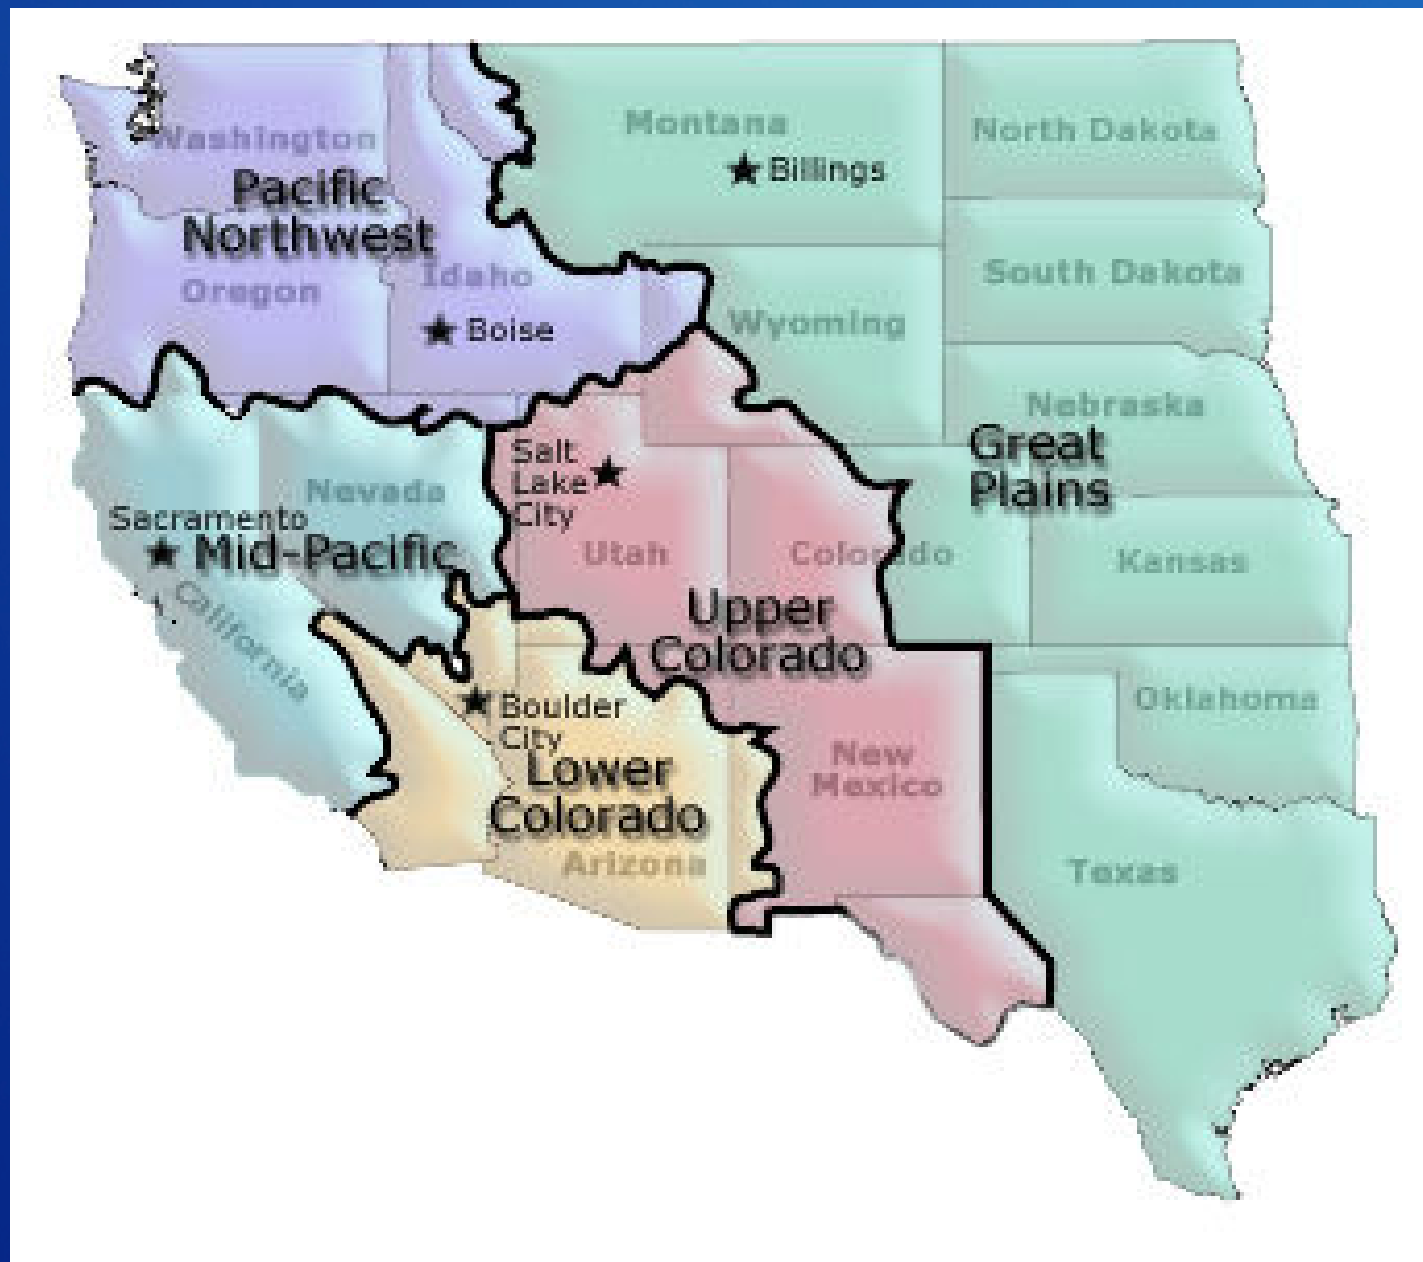 Washington
Pacific
Northwest
Oregon
Idaho
Boise
Montana
Billings
North Dakota
South Dakota
Wyoming
Nebraska
Great
Plains
Kansas
Oklahoma
Texas
Salt
Lake
City
Utah
Colorado
Upper
Colorado
New
Mexico
Nevada
Sacramento
Mid-Pacific
California
Boulder
City
Lower
Colorado
Arizona